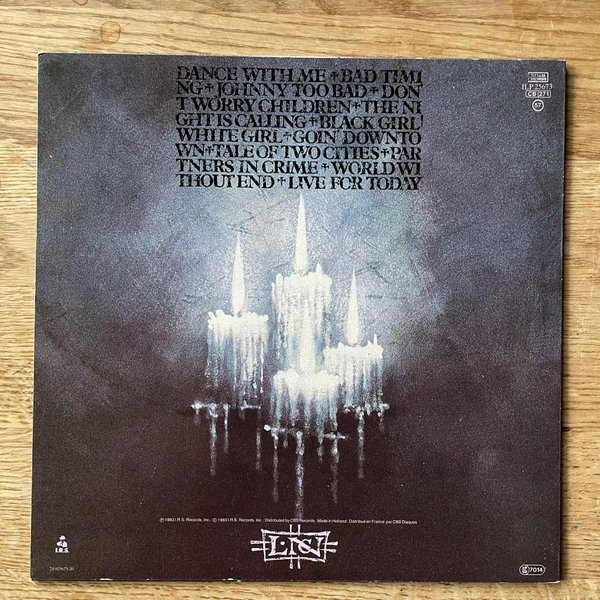 DANCE WITH ME✝BAD TIMI
NG✝JOHNNY TOO BAD✝DON'
T WORRY CHILDREN✝THE NI
GHT IS CALLING✝BLACK GIRL
WHITE GIRL✝GOIN' DOWNTO
WN✝TALE OF TWO CITIES✝PAR
TNERS IN CRIME✝WORLD WI
THOUT END✝LIVE FOR TODAY
ILP 25673
CB 271
57
℗ 1983 I.R.S. Records, Inc. / © 1983 I.R.S. Records, Inc. / Distributed by CBS Records. Made in Holland. Distribué en France par CBS Disques
I.R.S.
7014